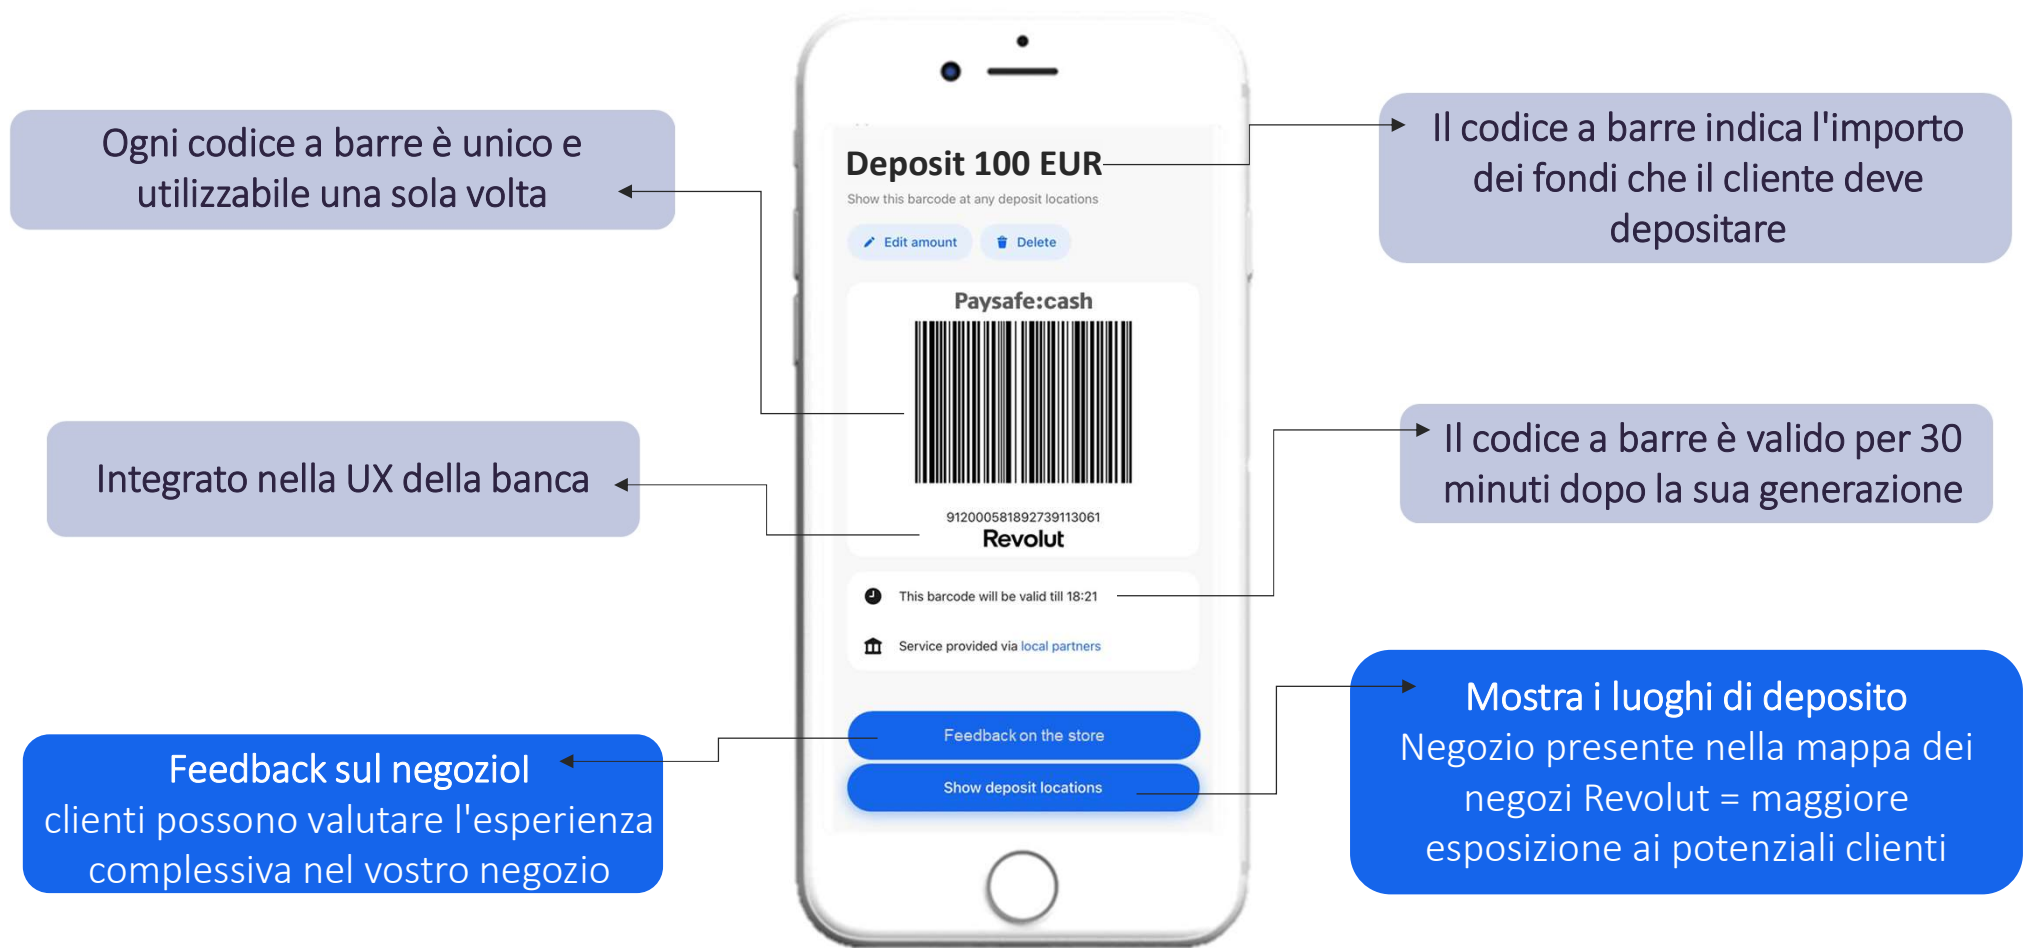 Ogni codice a barre è unico e
utilizzabile una sola volta
Integrato nella UX della banca
Feedback sul negozioI
clienti possono valutare l'esperienza
complessiva nel vostro negozio
Deposit 100 EUR
Show this barcode at any deposit locations
Edit amount
Delete
Paysafe:cash
912000581892739113061
Revolut
This barcode will be valid till 18:21
Service provided via local partners
Feedback on the store
Show deposit locations
Il codice a barre indica l'importo
dei fondi che il cliente deve
depositare
Il codice a barre è valido per 30
minuti dopo la sua generazione
Mostra i luoghi di deposito
Negozio presente nella mappa dei
negozi Revolut = maggiore
esposizione ai potenziali clienti